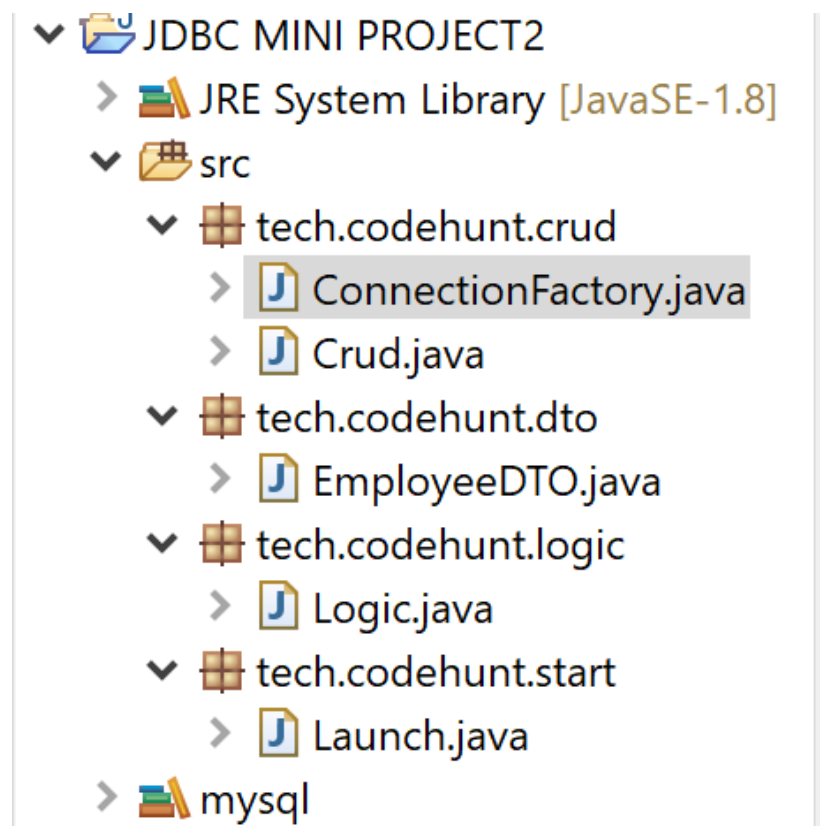 JDBC MINI PROJECT2
JRE System Library [JavaSE-1.8]
src
tech.codehunt.crud
ConnectionFactory.java
Crud.java
tech.codehunt.dto
EmployeeDTO.java
tech.codehunt.logic
Logic.java
tech.codehunt.start
Launch.java
mysql